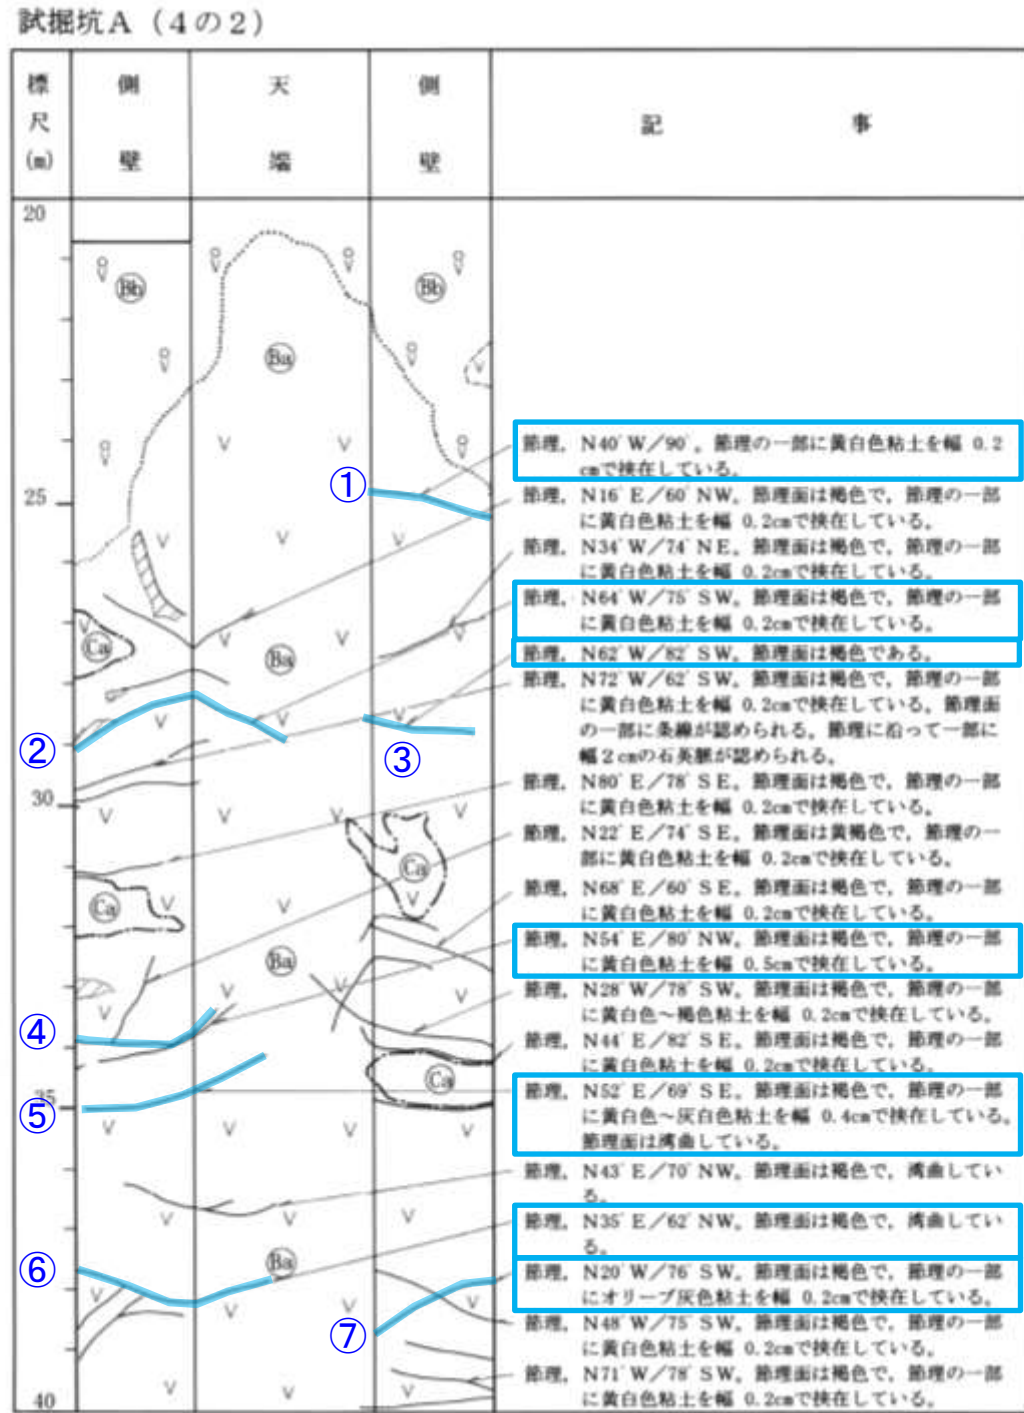 試掘坑A（4の2）
標尺(m)
側壁
天端
側壁
記事
20
Bb
Bb
Ba
節理, N40°W／90°。節理の一部に黄白色粘土を幅 0.2
cmで挟在している。
①
25
節理, N16°E／60°NW。節理面は褐色で, 節理の一部
に黄白色粘土を幅 0.2cmで挟在している。
節理, N34°W／74°NE。節理面は褐色で, 節理の一部
に黄白色粘土を幅 0.2cmで挟在している。
節理, N64°W／75°SW。節理面は褐色で, 節理の一部
に黄白色粘土を幅 0.2cmで挟在している。
Ca
Ba
節理, N62°W／82°SW。節理面は褐色である。
節理, N72°W／62°SW。節理面は褐色で, 節理の一部
に黄白色粘土を幅 0.2cmで挟在している。節理面
の一部に条線が認められる。節理に沿って一部に
幅2cmの石英脈が認められる。
②
③
30
節理, N80°E／78°SE。節理面は褐色で, 節理の一部
に黄白色粘土を幅 0.2cmで挟在している。
節理, N22°E／74°SE。節理面は黄褐色で, 節理の一
部に黄白色粘土を幅 0.2cmで挟在している。
Ca
Ca
節理, N68°E／60°SE。節理面は褐色で, 節理の一部
に黄白色粘土を幅 0.2cmで挟在している。
節理, N54°E／80°NW。節理面は褐色で, 節理の一部
に黄白色粘土を幅 0.5cmで挟在している。
Ba
節理, N28°W／78°SW。節理面は褐色で, 節理の一部
に黄白色～褐色粘土を幅 0.2cmで挟在している。
④
節理, N44°E／82°SE。節理面は褐色で, 節理の一部
に黄白色粘土を幅 0.2cmで挟在している。
Ca
節理, N52°E／69°SE。節理面は褐色で, 節理の一部
に黄白色～灰白色粘土を幅 0.4cmで挟在している。
節理面は湾曲している。
⑤
35
節理, N43°E／70°NW。節理面は褐色で, 湾曲してい
る。
節理, N35°E／62°NW。節理面は褐色で, 湾曲してい
る。
⑥
Ba
節理, N20°W／76°SW。節理面は褐色で, 節理の一部
にオリーブ灰色粘土を幅 0.2cmで挟在している。
⑦
節理, N48°W／75°SW。節理面は褐色で, 節理の一部
に黄白色粘土を幅 0.2cmで挟在している。
節理, N71°W／78°SW。節理面は褐色で, 節理の一部
に黄白色粘土を幅 0.2cmで挟在している。
40